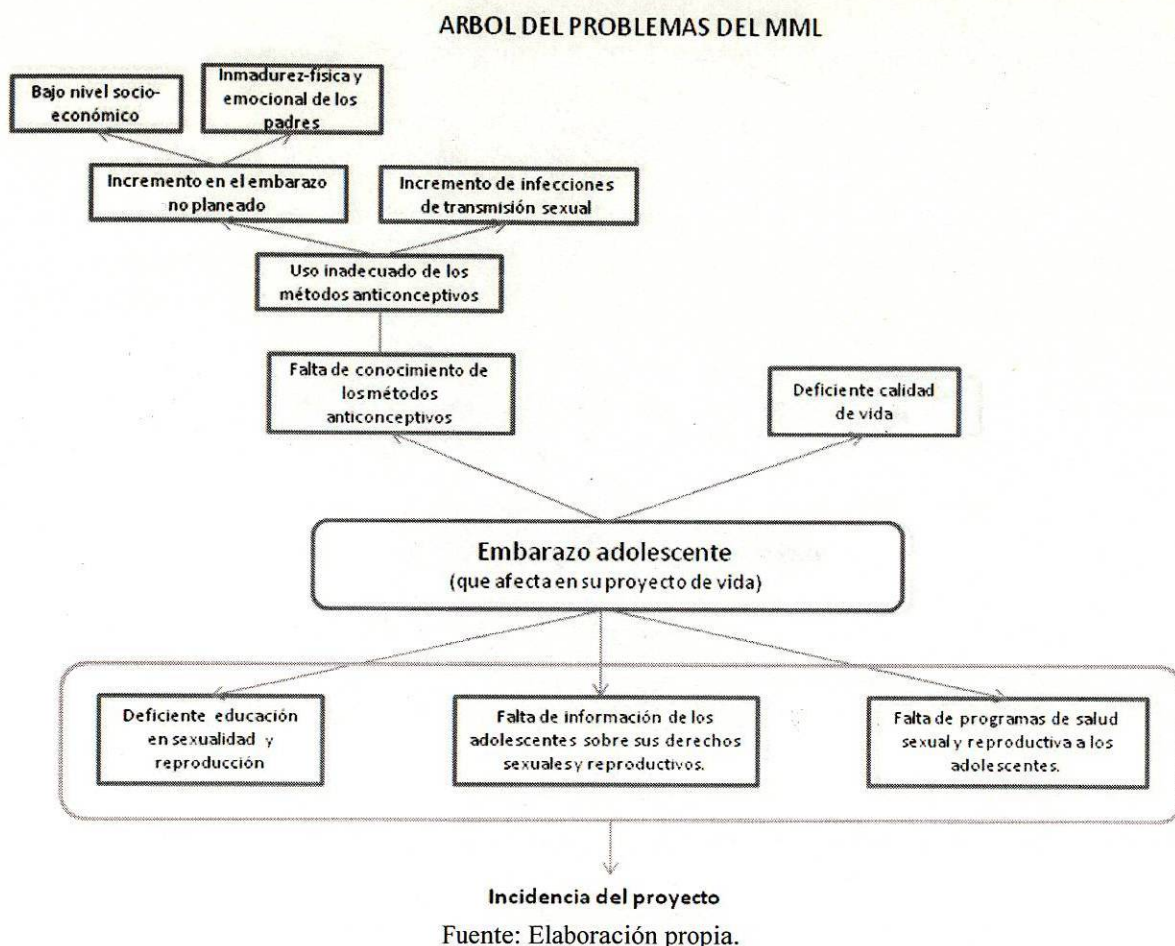 ARBOL DEL PROBLEMAS DEL MML
Bajo nivel socio-
económico
Inmadurez-física y
emocional de los
padres
Incremento en el embarazo
no planeado
Incremento de infecciones
de transmisión sexual
Uso inadecuado de los
métodos anticonceptivos
Falta de conocimiento de
los métodos
anticonceptivos
Deficiente calidad
de vida
Embarazo adolescente
(que afecta en su proyecto de vida)
Deficiente educación
en sexualidad y
reproducción
Falta de información de los
adolescentes sobre sus derechos
sexuales y reproductivos.
Falta de programas de salud
sexual y reproductiva a los
adolescentes.
Incidencia del proyecto
Fuente: Elaboración propia.